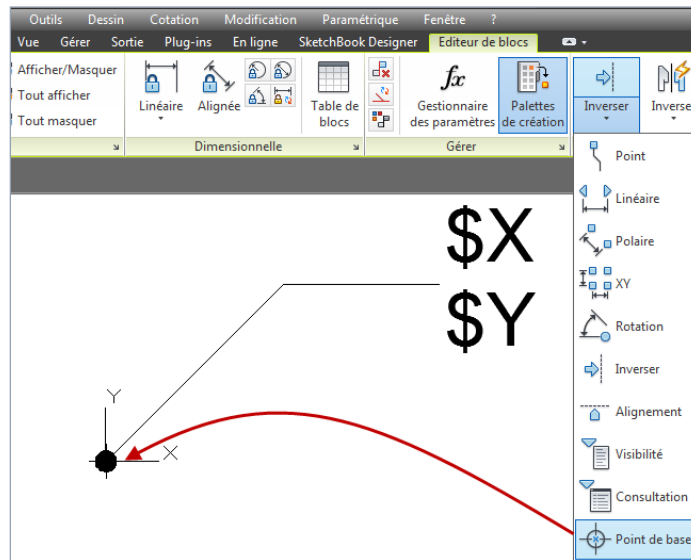 Outils Dessin Cotation Modification Paramétrique Fenêtre ?
Vue Gérer Sortie Plug-ins En ligne SketchBook Designer Editeur de blocs
Afficher/Masquer
Tout afficher
Tout masquer
Linéaire
Alignée
Table de
blocs
fx
Gestionnaire
des paramètres
Palettes
de création
Inverser
Inverse
Dimensionnelle
Gérer
Point
Linéaire
Polaire
XY
Rotation
Inverser
Alignement
Visibilité
Consultation
Point de base
$X
$Y
Y
X